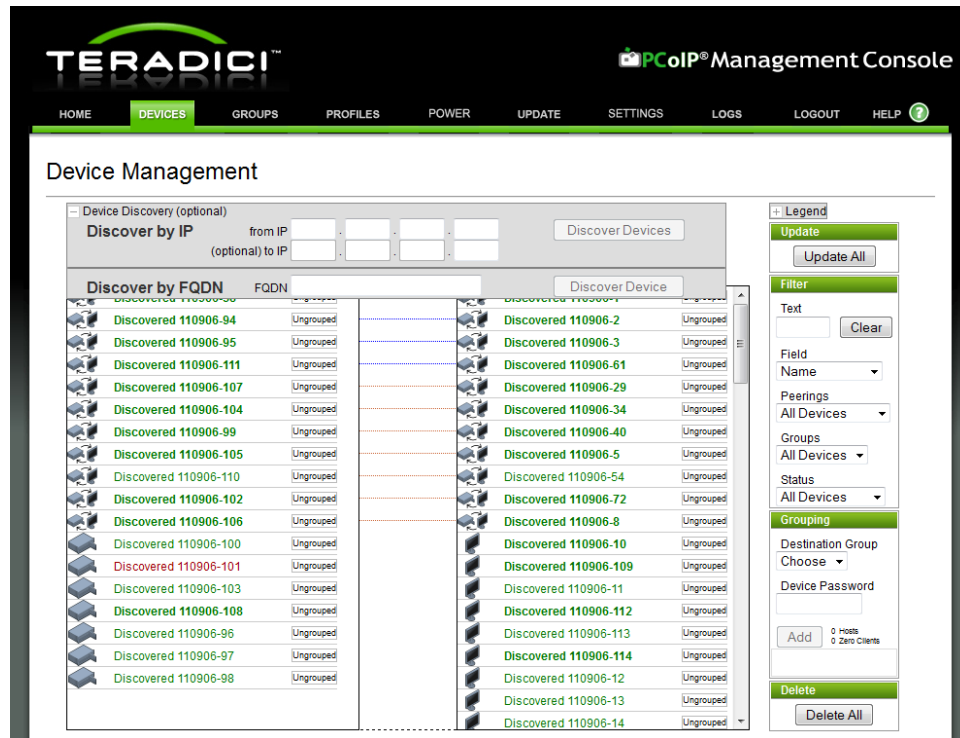 TERADICI™
PCoIP® Management Console
HOME DEVICES GROUPS PROFILES POWER UPDATE SETTINGS LOGS LOGOUT HELP ?
Device Management
Device Discovery (optional)
Discover by IP from IP . . . Discover Devices
(optional) to IP . . .
Discover by FQDN FQDN Discover Device
Discovered 110906-94 Ungrouped Discovered 110906-2 Ungrouped
Discovered 110906-95 Ungrouped Discovered 110906-3 Ungrouped
Discovered 110906-111 Ungrouped Discovered 110906-61 Ungrouped
Discovered 110906-107 Ungrouped Discovered 110906-29 Ungrouped
Discovered 110906-104 Ungrouped Discovered 110906-34 Ungrouped
Discovered 110906-99 Ungrouped Discovered 110906-40 Ungrouped
Discovered 110906-105 Ungrouped Discovered 110906-5 Ungrouped
Discovered 110906-110 Ungrouped Discovered 110906-54 Ungrouped
Discovered 110906-102 Ungrouped Discovered 110906-72 Ungrouped
Discovered 110906-106 Ungrouped Discovered 110906-8 Ungrouped
Discovered 110906-100 Ungrouped Discovered 110906-10 Ungrouped
Discovered 110906-101 Ungrouped Discovered 110906-109 Ungrouped
Discovered 110906-103 Ungrouped Discovered 110906-11 Ungrouped
Discovered 110906-108 Ungrouped Discovered 110906-112 Ungrouped
Discovered 110906-96 Ungrouped Discovered 110906-113 Ungrouped
Discovered 110906-97 Ungrouped Discovered 110906-114 Ungrouped
Discovered 110906-98 Ungrouped Discovered 110906-12 Ungrouped
Discovered 110906-13 Ungrouped
Discovered 110906-14 Ungrouped
+ Legend
Update
Update All
Filter
Text
Clear
Field
Name
Peerings
All Devices
Groups
All Devices
Status
All Devices
Grouping
Destination Group
Choose
Device Password
Add 0 Hosts
0 Zero Clients
Delete
Delete All